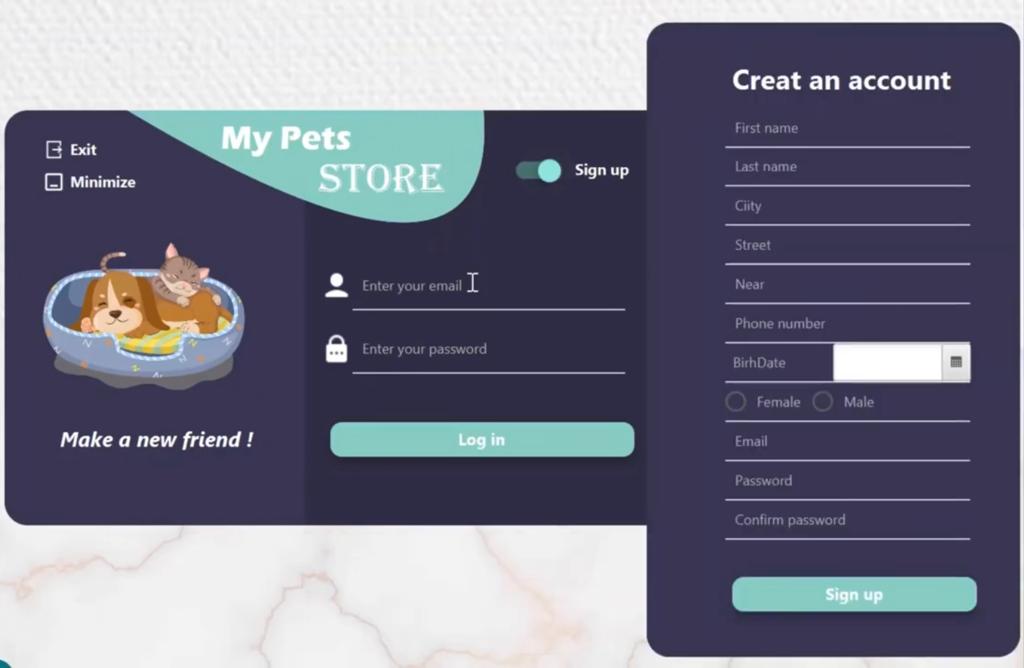 Exit
Minimize
My Pets
STORE
Sign up
Enter your email
Enter your password
Log in
Make a new friend !
Creat an account
First name
Last name
Ciity
Street
Near
Phone number
BirhDate
Female Male
Email
Password
Confirm password
Sign up